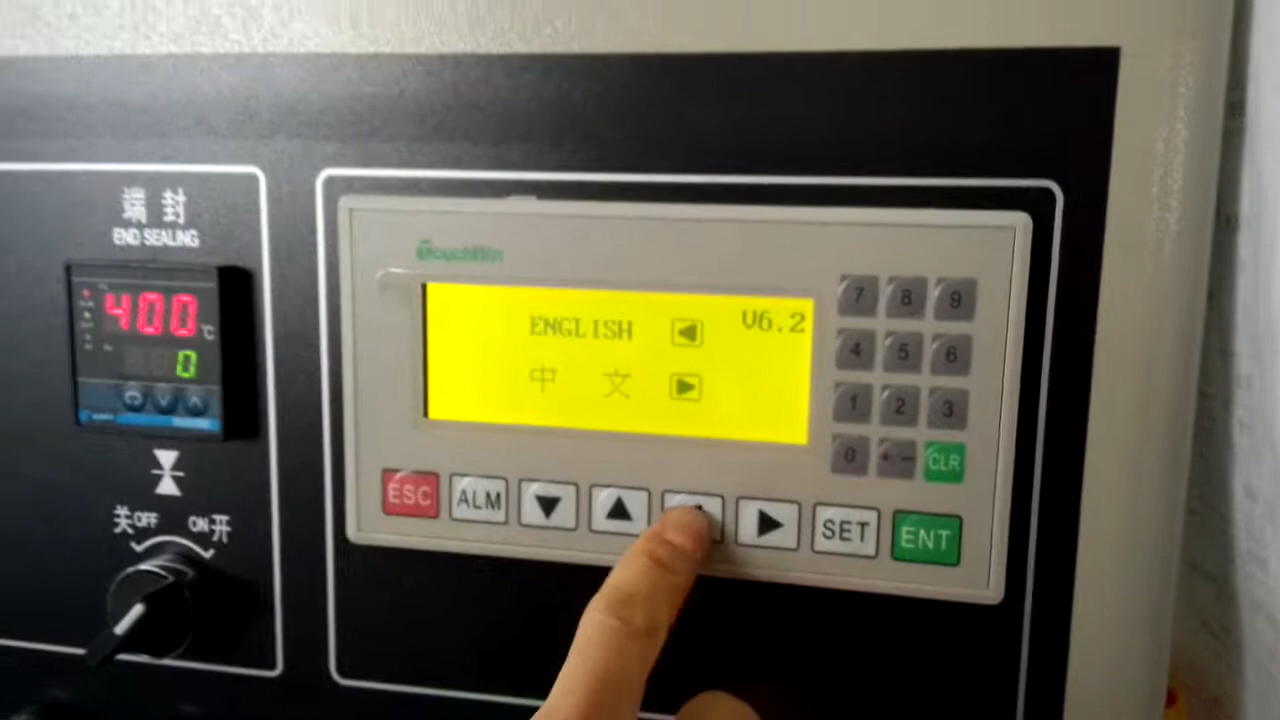 端封
END SEALING
400 ℃
0
关OFF ON开
TouchWin
ENGLISH ◀ V6.2
中 文 ▶
7 8 9
4 5 6
1 2 3
0 +/− CLR
ESC ALM ▼ ▲ ▶ SET ENT